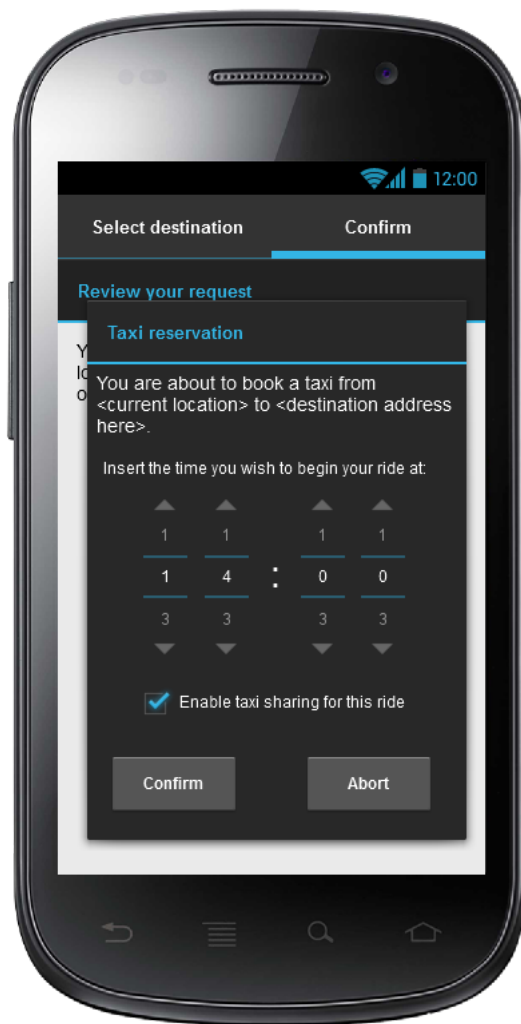 12:00
Select destination Confirm
Review your request
Taxi reservation
You are about to book a taxi from
<current location> to <destination address
here>.
Insert the time you wish to begin your ride at:
1 1 1 1
1 4 : 0 0
3 3 3 3
Enable taxi sharing for this ride
Confirm Abort